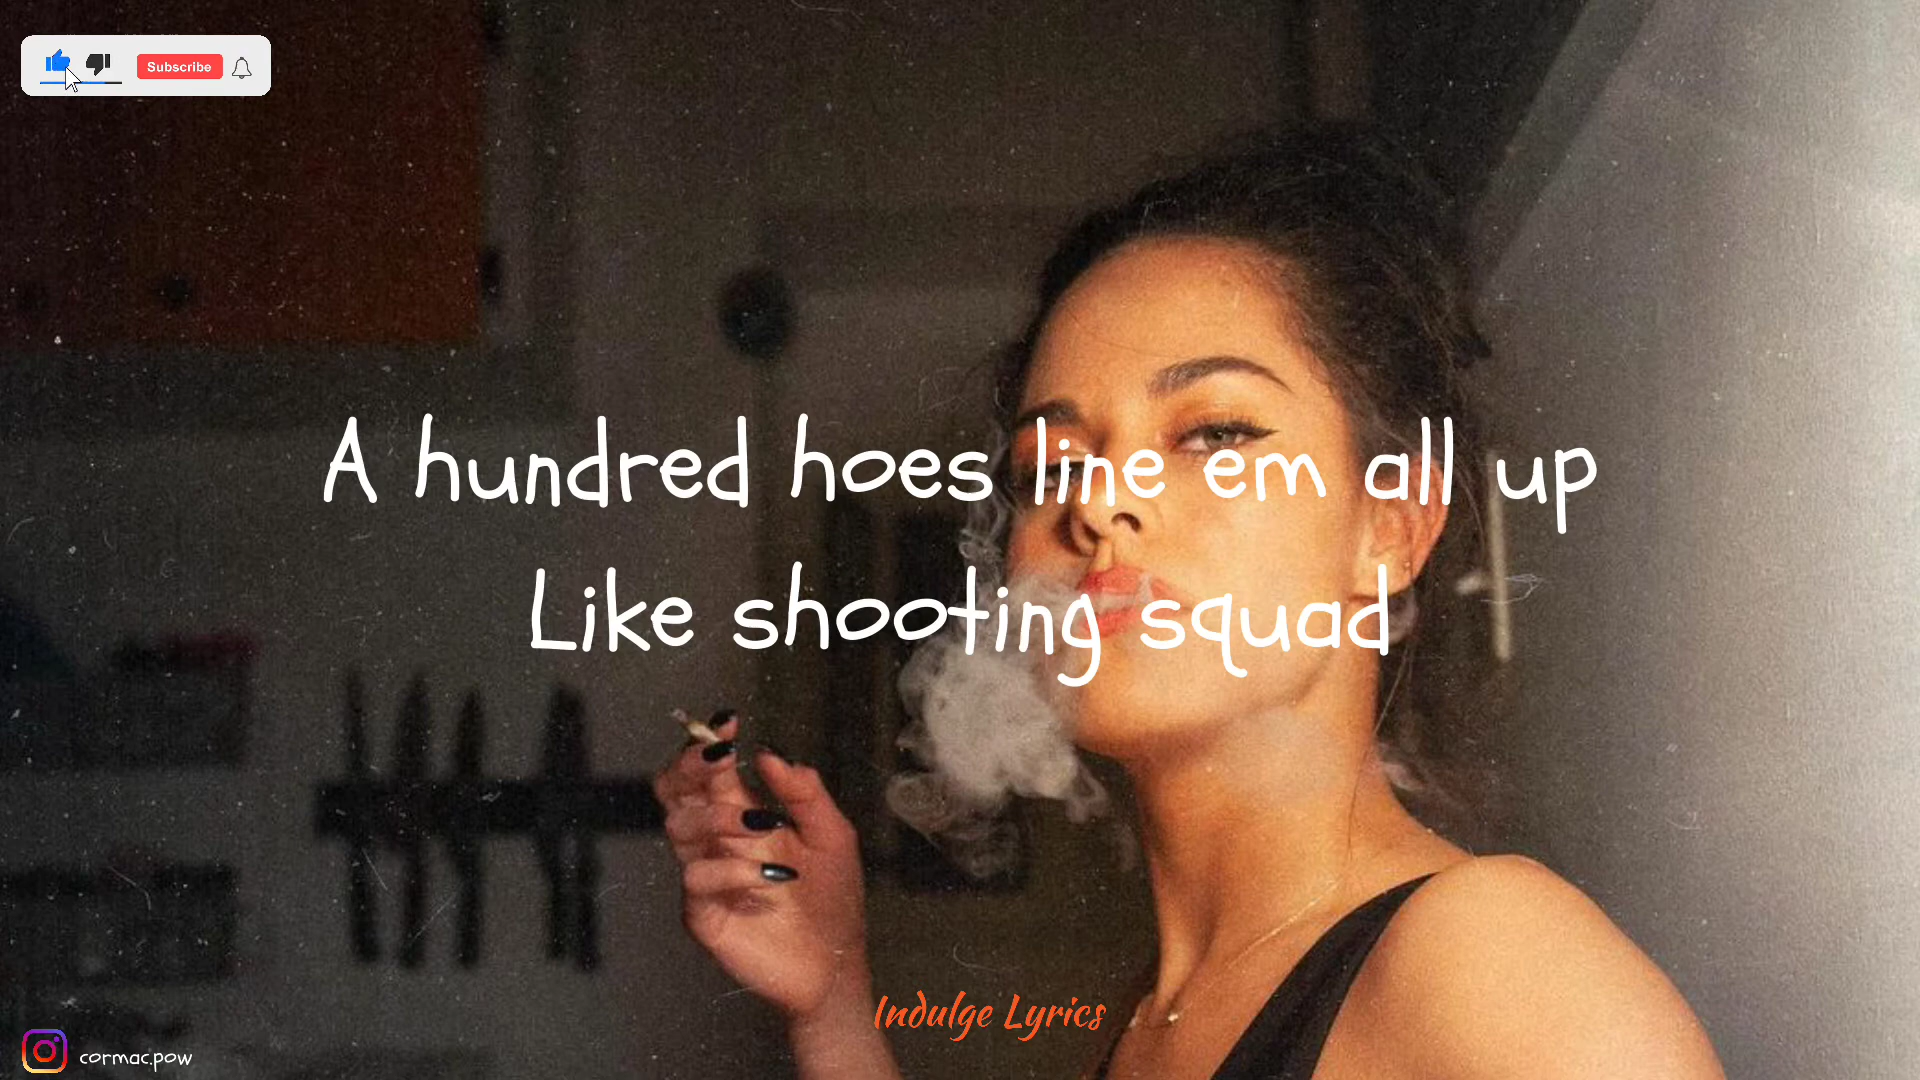 Subscribe
A hundred hoes line em all up
Like shooting squad
Indulge Lyrics
cormac.pow